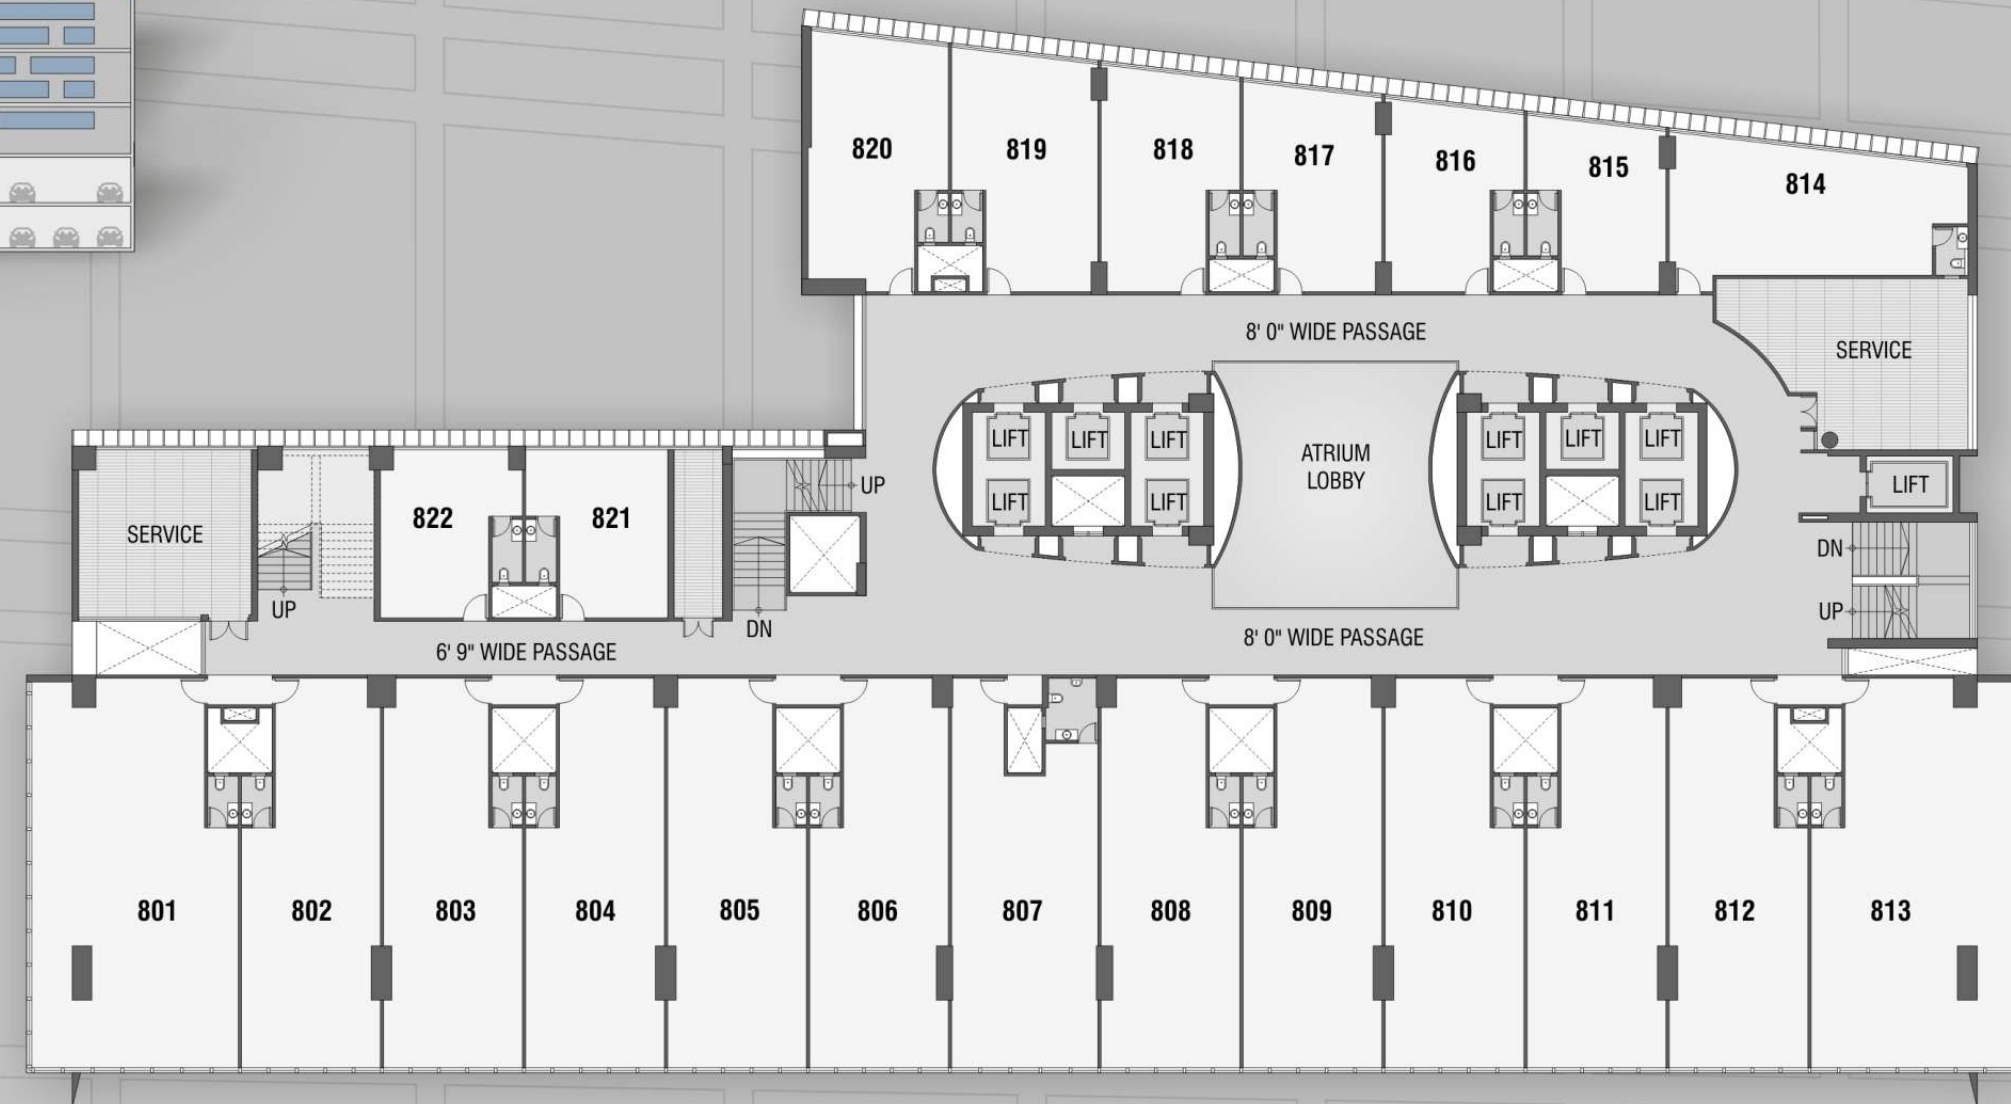 820
819
818
817
816
815
814
8' 0" WIDE PASSAGE
SERVICE
LIFT
LIFT
LIFT
ATRIUM
LOBBY
LIFT
LIFT
LIFT
LIFT
LIFT
LIFT
LIFT
LIFT
UP
822
821
SERVICE
DN
UP
UP
DN
8' 0" WIDE PASSAGE
6' 9" WIDE PASSAGE
801
802
803
804
805
806
807
808
809
810
811
812
813